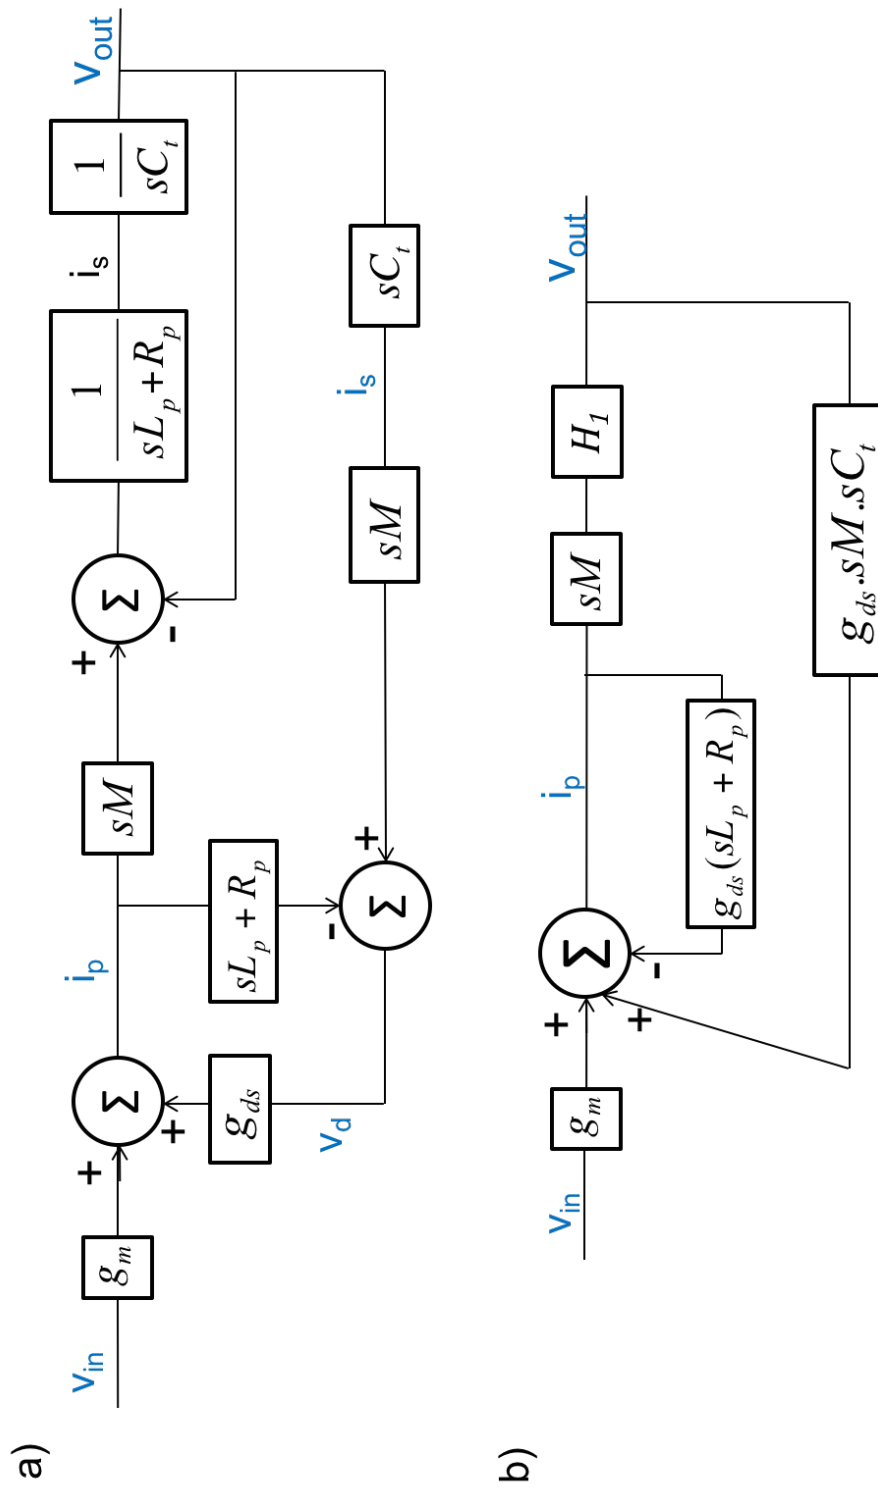 a)
v_in
g_m
+
Σ
+
i_p
sM
+
Σ
-
1
sL_p+R_p
i_s
1
sC_t
v_out
g_ds
v_d
sL_p + R_p
-
Σ
+
sM
i_s
sC_t
b)
v_in
g_m
+
+
Σ
-
i_p
sM
H_1
v_out
g_ds(sL_p + R_p)
g_ds.sM.sC_t